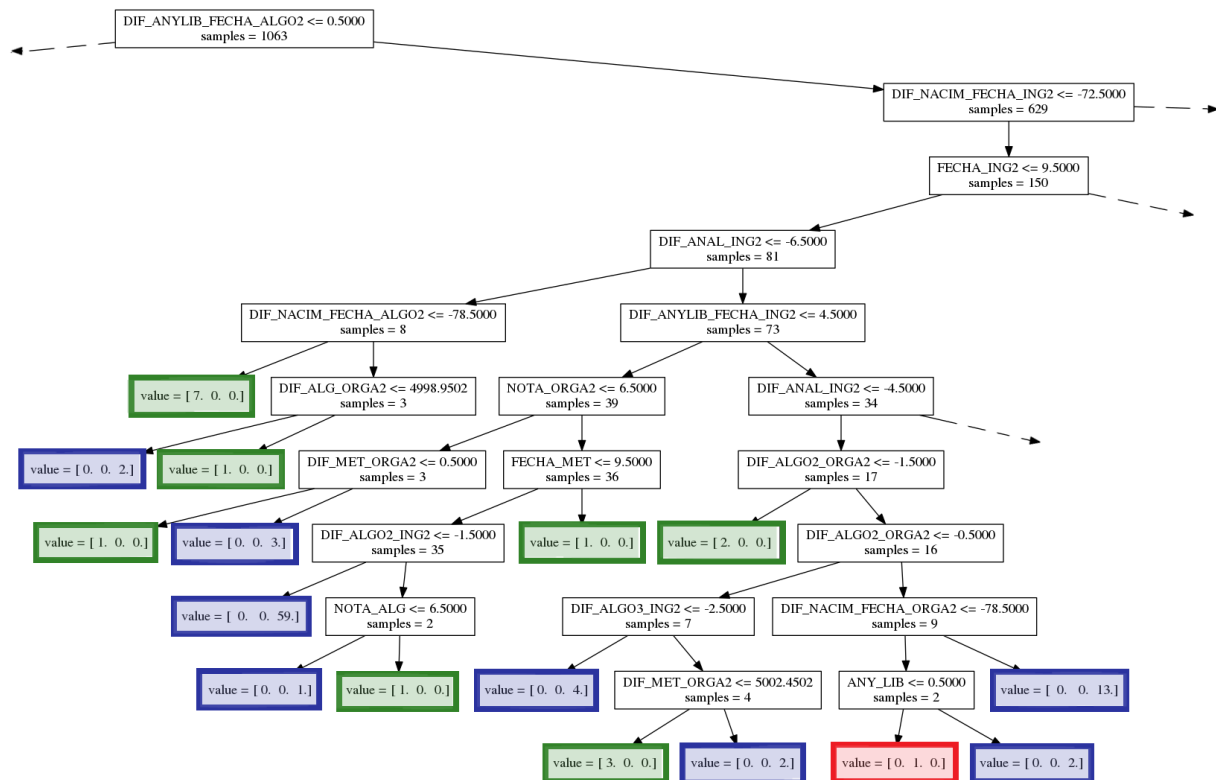 DIF_ANYLIB_FECHA_ALGO2 <= 0.5000
samples = 1063
DIF_NACIM_FECHA_ING2 <= -72.5000
samples = 629
FECHA_ING2 <= 9.5000
samples = 150
DIF_ANAL_ING2 <= -6.5000
samples = 81
DIF_NACIM_FECHA_ALGO2 <= -78.5000
samples = 8
DIF_ANYLIB_FECHA_ING2 <= 4.5000
samples = 73
value = [ 7. 0. 0.]
DIF_ALG_ORGA2 <= 4998.9502
samples = 3
NOTA_ORGA2 <= 6.5000
samples = 39
DIF_ANAL_ING2 <= -4.5000
samples = 34
value = [ 0. 0. 2.]
value = [ 1. 0. 0.]
DIF_MET_ORGA2 <= 0.5000
samples = 3
FECHA_MET <= 9.5000
samples = 36
DIF_ALGO2_ORGA2 <= -1.5000
samples = 17
value = [ 1. 0. 0.]
value = [ 0. 0. 3.]
DIF_ALGO2_ING2 <= -1.5000
samples = 35
value = [ 1. 0. 0.]
value = [ 2. 0. 0.]
DIF_ALGO2_ORGA2 <= -0.5000
samples = 16
value = [ 0. 0. 59.]
NOTA_ALG <= 6.5000
samples = 2
DIF_ALGO3_ING2 <= -2.5000
samples = 7
DIF_NACIM_FECHA_ORGA2 <= -78.5000
samples = 9
value = [ 0. 0. 1.]
value = [ 1. 0. 0.]
value = [ 0. 0. 4.]
DIF_MET_ORGA2 <= 5002.4502
samples = 4
ANY_LIB <= 0.5000
samples = 2
value = [ 0. 0. 13.]
value = [ 3. 0. 0.]
value = [ 0. 0. 2.]
value = [ 0. 1. 0.]
value = [ 0. 0. 2.]